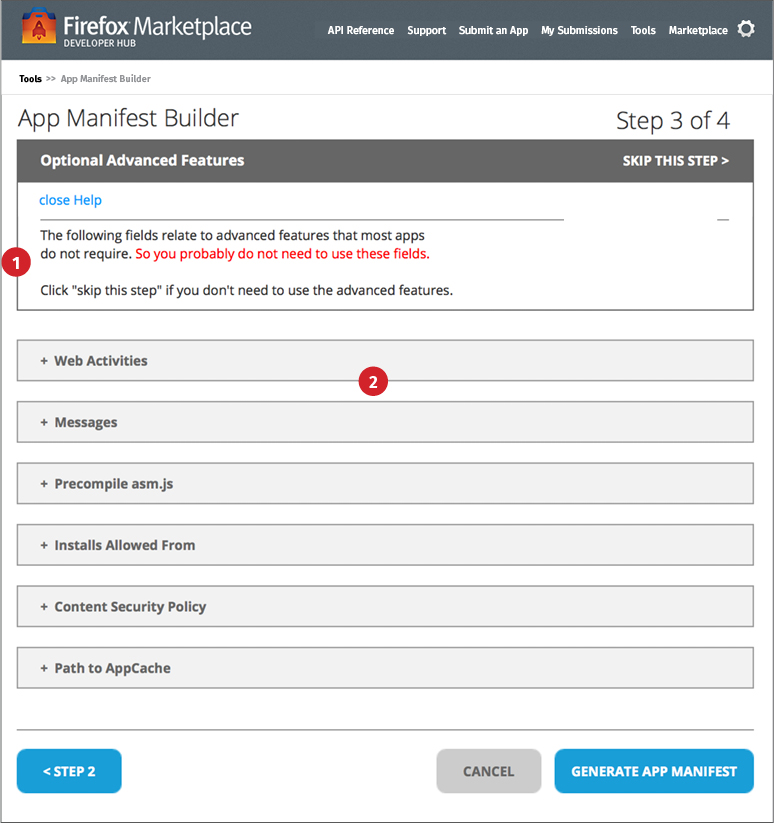 Firefox Marketplace
DEVELOPER HUB
API Reference Support Submit an App My Submissions Tools Marketplace
Tools >> App Manifest Builder
App Manifest Builder
Step 3 of 4
Optional Advanced Features
SKIP THIS STEP >
close Help
The following fields relate to advanced features that most apps
do not require. So you probably do not need to use these fields.
1
Click "skip this step" if you don't need to use the advanced features.
+ Web Activities
2
+ Messages
+ Precompile asm.js
+ Installs Allowed From
+ Content Security Policy
+ Path to AppCache
< STEP 2
CANCEL
GENERATE APP MANIFEST